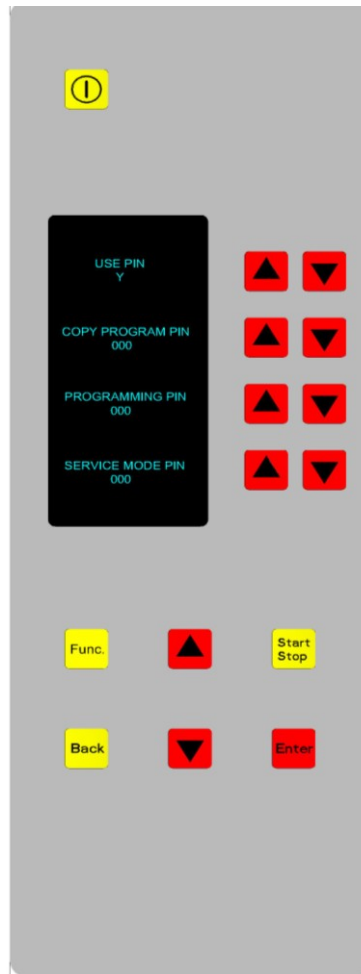 USE PIN
Y
COPY PROGRAM PIN
000
PROGRAMMING PIN
000
SERVICE MODE PIN
000
Func.
Start
Stop
Back
Enter